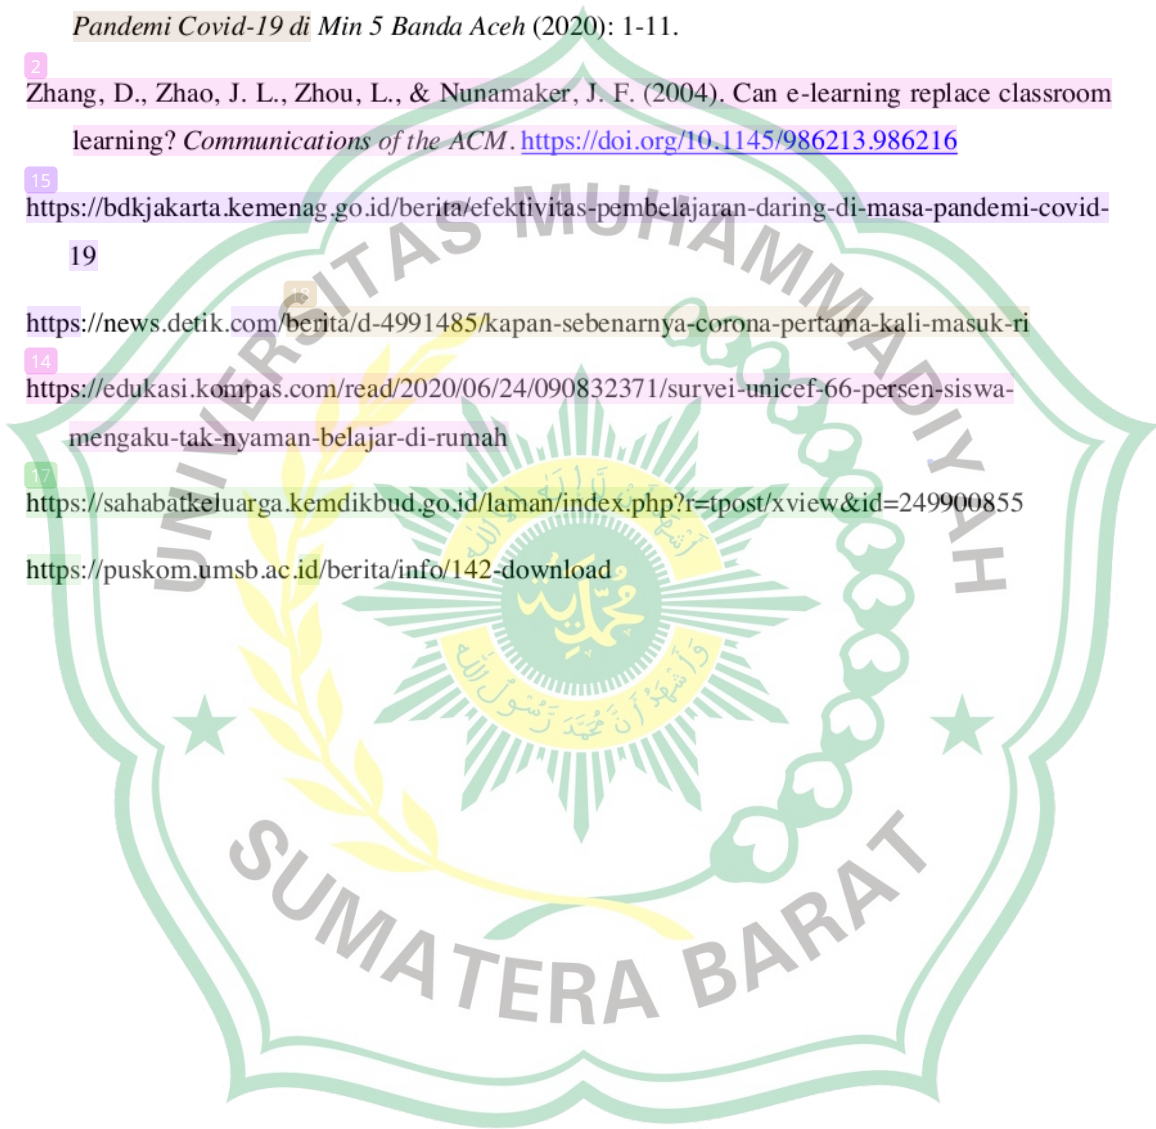 Pandemi Covid-19 di Min 5 Banda Aceh (2020): 1-11.
2
Zhang, D., Zhao, J. L., Zhou, L., & Nunamaker, J. F. (2004). Can e-learning replace classroom
learning? Communications of the ACM. https://doi.org/10.1145/986213.986216
15
https://bdkjakarta.kemenag.go.id/berita/efektivitas-pembelajaran-daring-di-masa-pandemi-covid-
19
18
https://news.detik.com/berita/d-4991485/kapan-sebenarnya-corona-pertama-kali-masuk-ri
14
https://edukasi.kompas.com/read/2020/06/24/090832371/survei-unicef-66-persen-siswa-
mengaku-tak-nyaman-belajar-di-rumah
17
https://sahabatkeluarga.kemdikbud.go.id/laman/index.php?r=tpost/xview&id=249900855
https://puskom.umsb.ac.id/berita/info/142-download
UNIVERSITAS MUHAMMADIYAH
أَشْهَدُ أَنْ لَا إِلَهَ إِلَّا اللَّه
محمدية
وَأَشْهَدُ أَنَّ مُحَمَّدَ رَّسُولُ اللَّه
SUMATERA BARAT